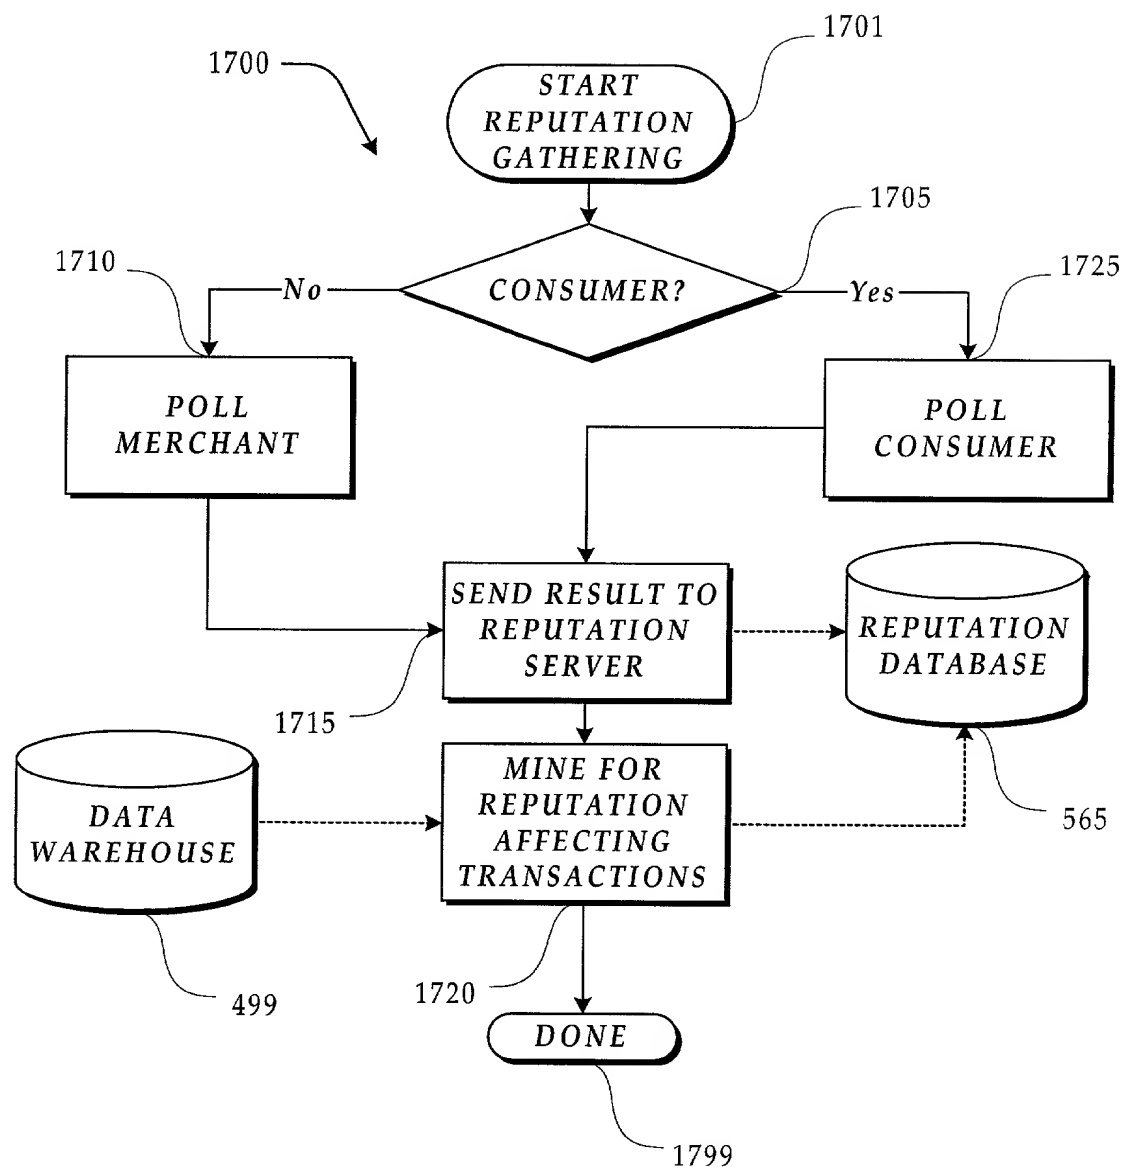 1701
1700
START
REPUTATION
GATHERING
1705
1710
1725
No
CONSUMER?
Yes
POLL
MERCHANT
POLL
CONSUMER
SEND RESULT TO
REPUTATION
SERVER
REPUTATION
DATABASE
1715
MINE FOR
REPUTATION
AFFECTING
TRANSACTIONS
DATA
WAREHOUSE
565
1720
499
DONE
1799